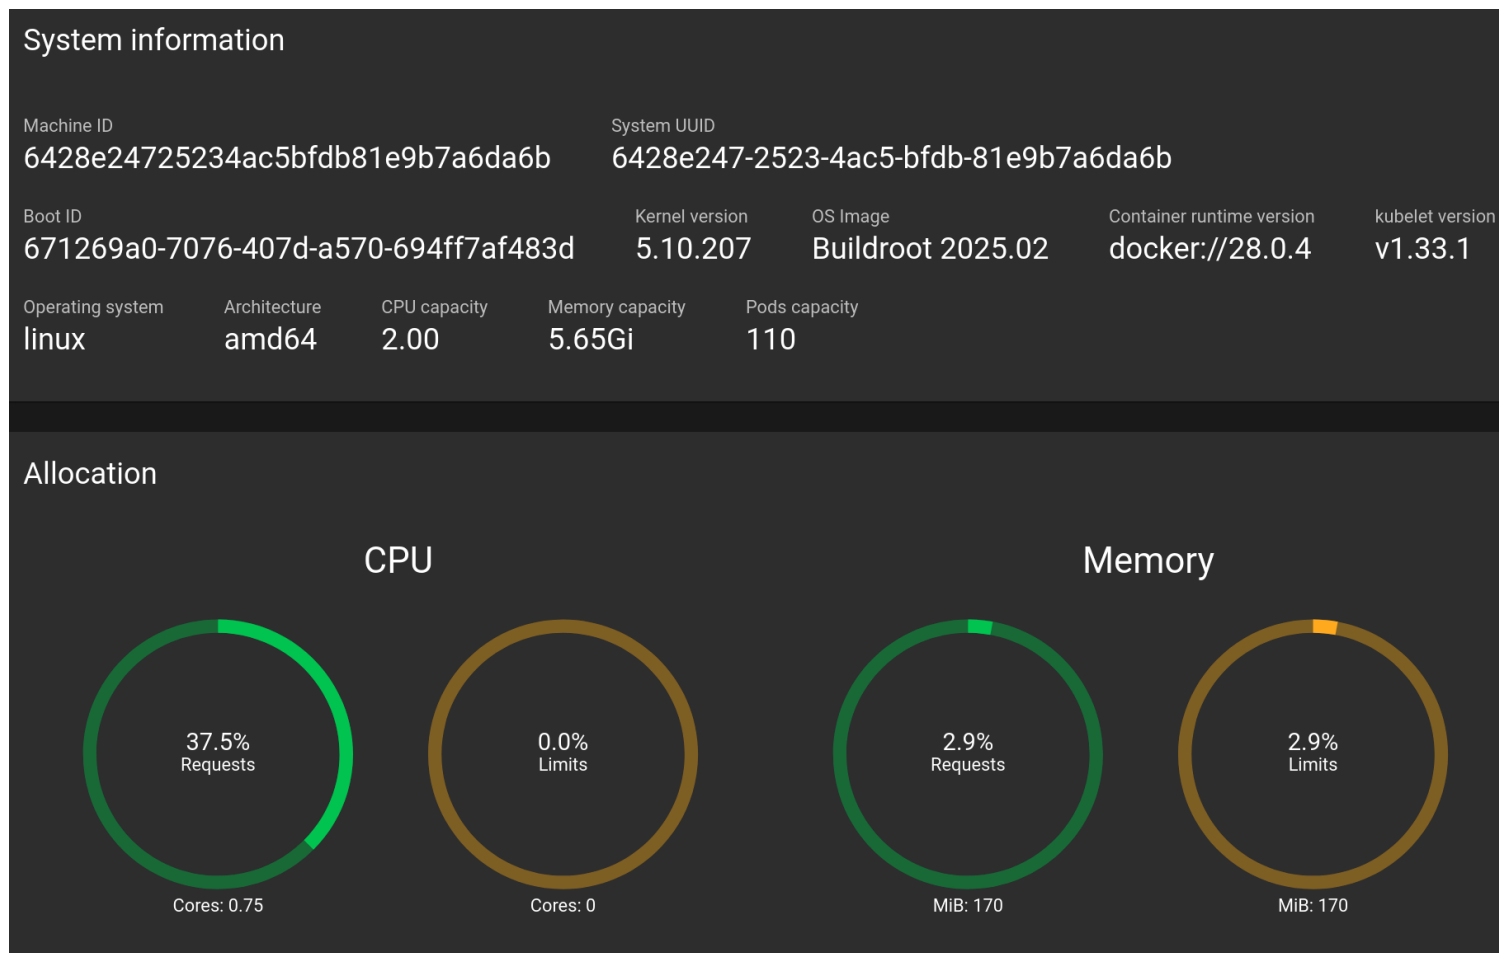 System information
Machine ID
6428e24725234ac5bfdb81e9b7a6da6b
System UUID
6428e247-2523-4ac5-bfdb-81e9b7a6da6b
Boot ID
671269a0-7076-407d-a570-694ff7af483d
Kernel version
5.10.207
OS Image
Buildroot 2025.02
Container runtime version
docker://28.0.4
kubelet version
v1.33.1
Operating system
linux
Architecture
amd64
CPU capacity
2.00
Memory capacity
5.65Gi
Pods capacity
110
Allocation
CPU
37.5%
Requests
Cores: 0.75
0.0%
Limits
Cores: 0
Memory
2.9%
Requests
MiB: 170
2.9%
Limits
MiB: 170